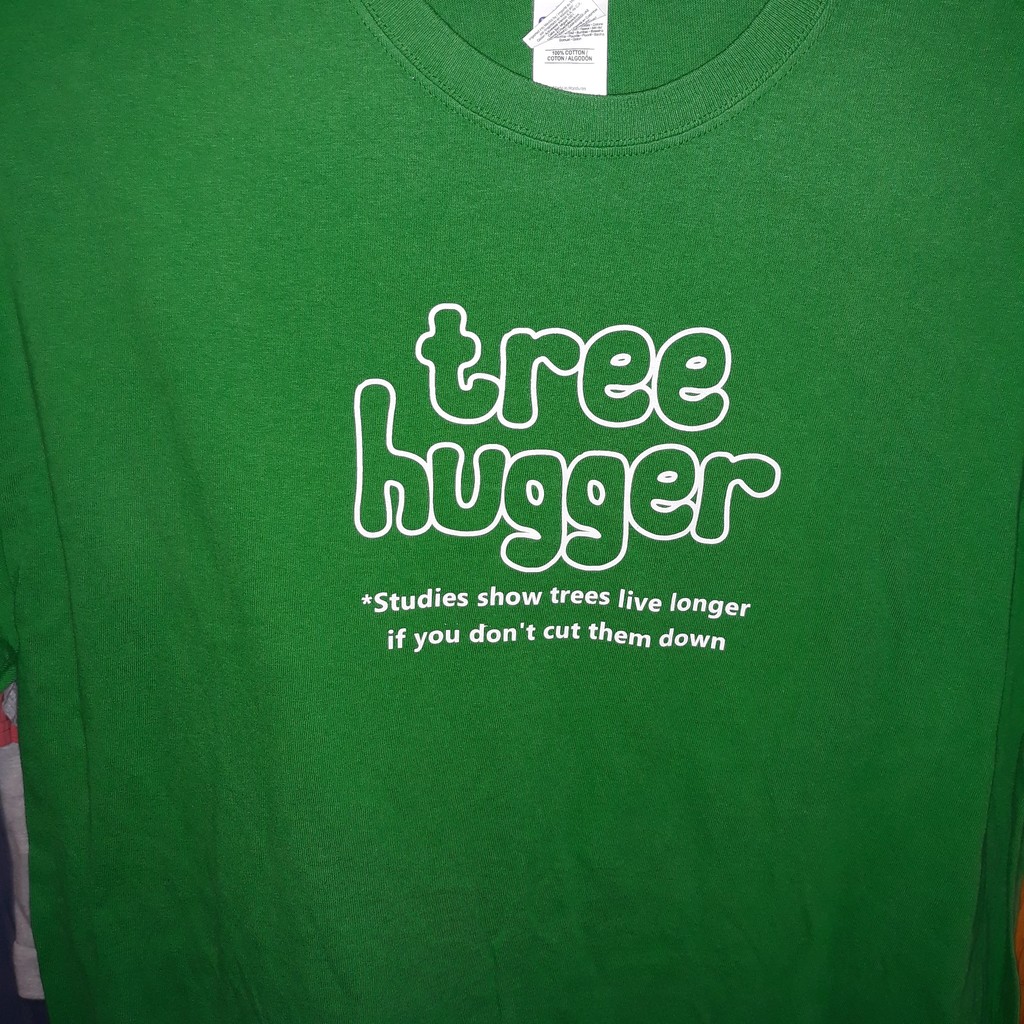 100% COTTON /
COTON / ALGODÓN
tree
hugger
*Studies show trees live longer
if you don't cut them down